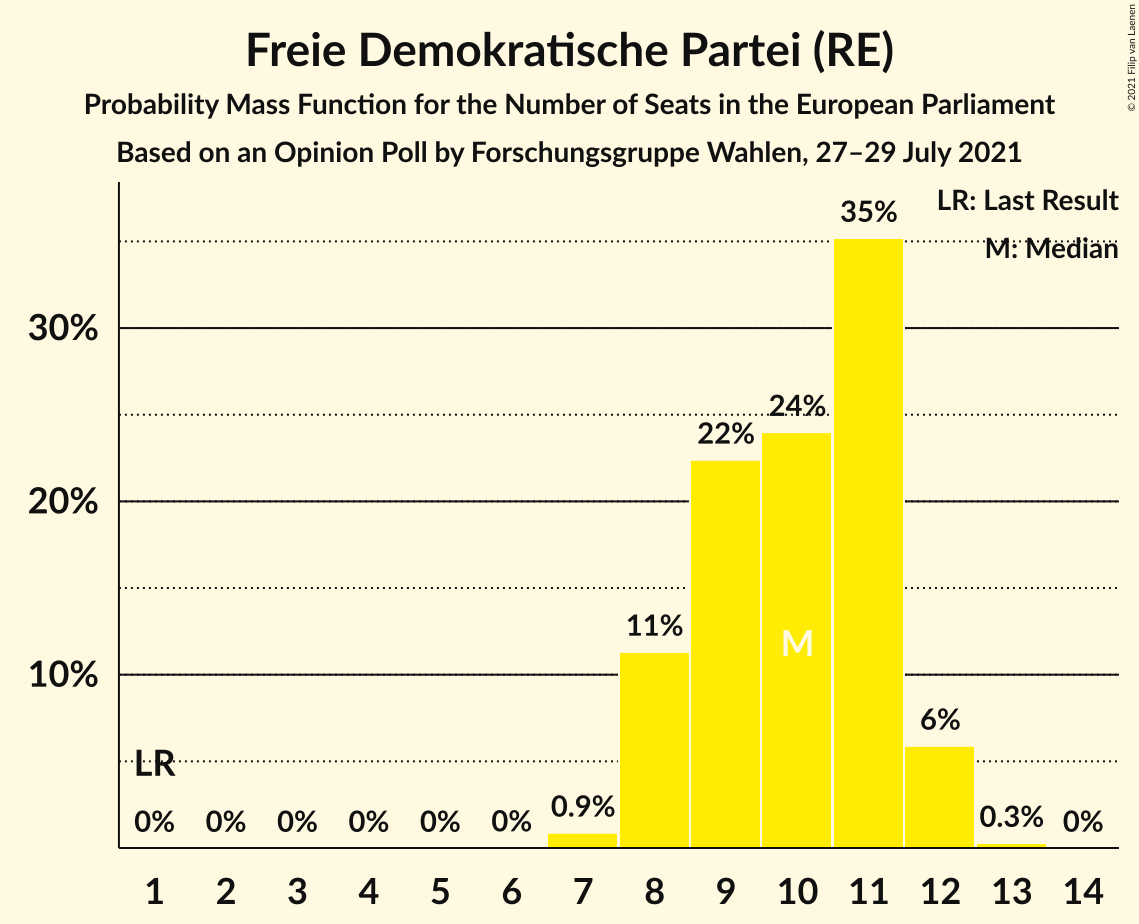 Freie Demokratische Partei (RE)
Probability Mass Function for the Number of Seats in the European Parliament
Based on an Opinion Poll by Forschungsgruppe Wahlen, 27–29 July 2021
© 2021 Filip van Laenen
LR: Last Result
M: Median
35%
30%
24%
22%
20%
11%
M
10%
6%
LR
0% 0% 0% 0% 0% 0% 0.9% 0.3% 0%
1 2 3 4 5 6 7 8 9 10 11 12 13 14